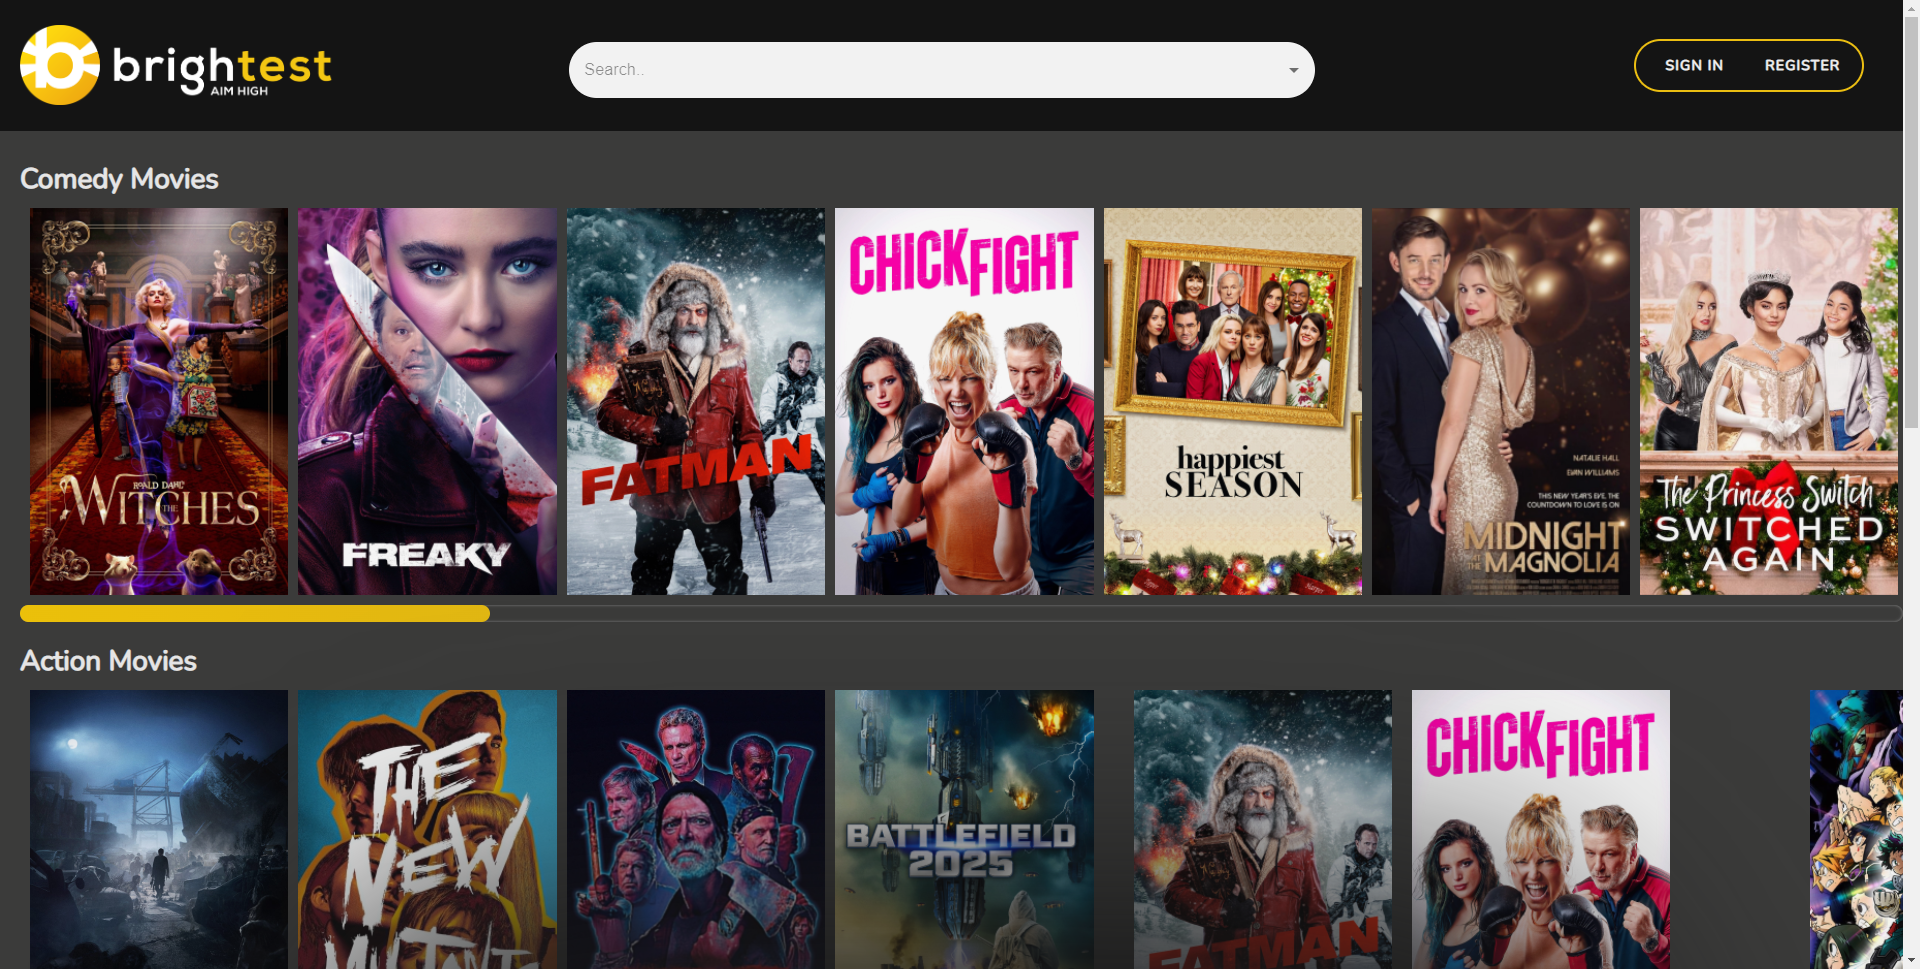 brightest
AIM HIGH
Search..
SIGN IN
REGISTER
Comedy Movies
ROALD DAHL'S
THE WITCHES
FREAKY
FATMAN
CHICK FIGHT
happiest
SEASON
NATALIE HALL
EVAN WILLIAMS
THIS NEW YEAR'S EVE, THE
COUNTDOWN TO LOVE IS ON
MIDNIGHT
AT THE MAGNOLIA
The Princess Switch
SWITCHED
AGAIN
Action Movies
THE
NEW
MUTANTS
BATTLEFIELD
2025
FATMAN
CHICK FIGHT